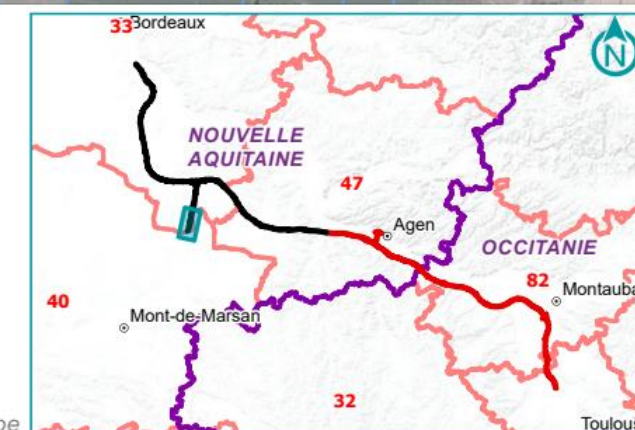 33
Bordeaux
N
NOUVELLE
AQUITAINE
47
Agen
OCCITANIE
82
40
Montauba
Mont-de-Marsan
32
Toulous